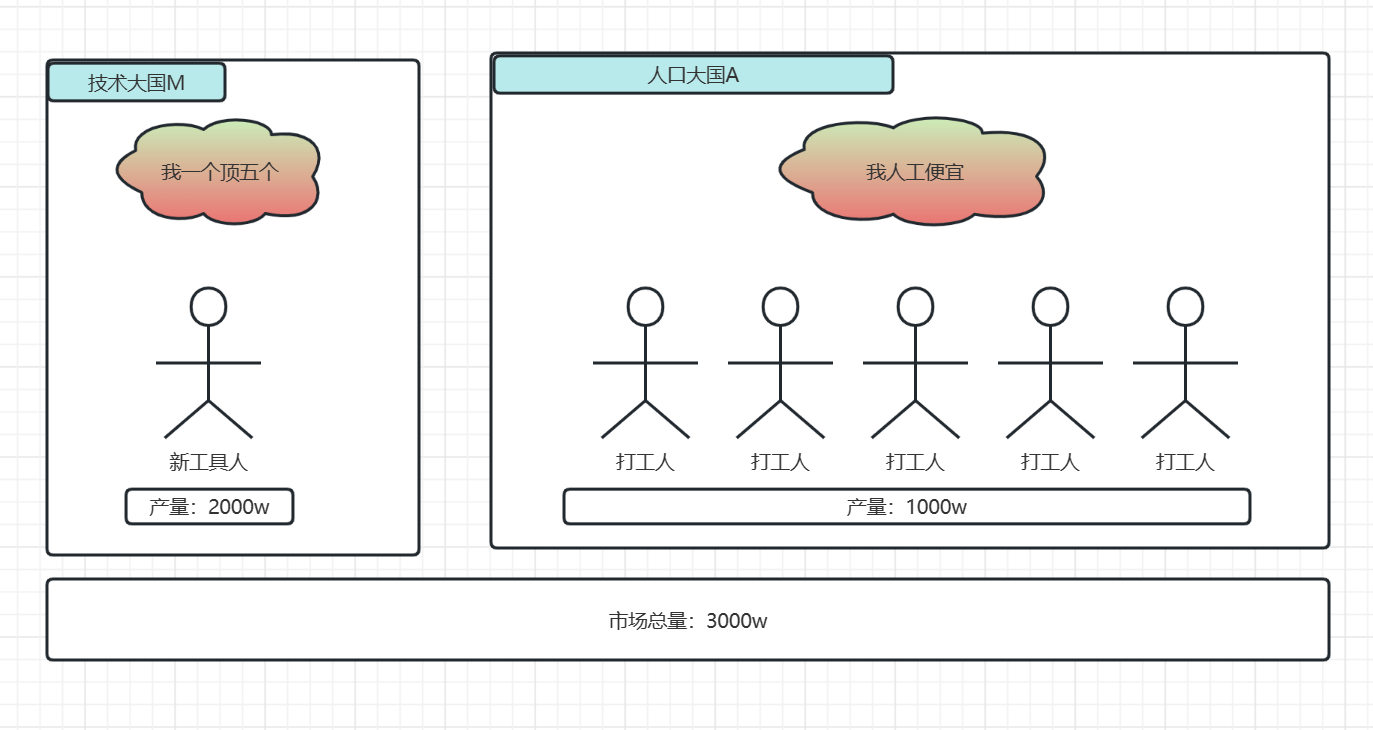 技术大国M
人口大国A
我一个顶五个
我人工便宜
新工具人
打工人
打工人
打工人
打工人
打工人
产量：2000w
产量：1000w
市场总量：3000w